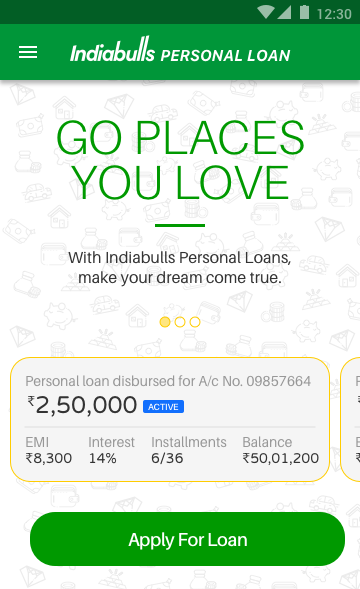 12:30
Indiabulls PERSONAL LOAN
GO PLACES
YOU LOVE
With Indiabulls Personal Loans,
make your dream come true.
Personal loan disbursed for A/c No. 09857664
₹2,50,000 ACTIVE
EMI Interest Installments Balance
₹8,300 14% 6/36 ₹50,01,200
Apply For Loan